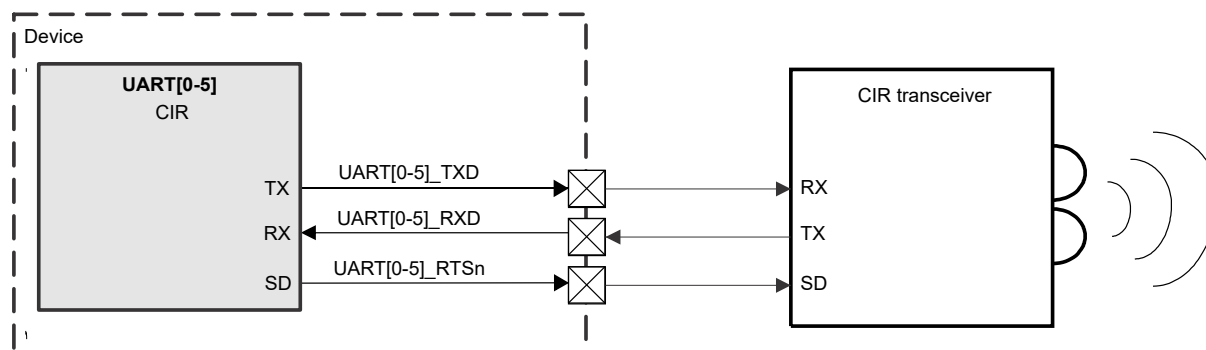 Device
UART[0-5]
CIR
CIR transceiver
TX
UART[0-5]_TXD
RX
RX
UART[0-5]_RXD
TX
SD
UART[0-5]_RTSn
SD